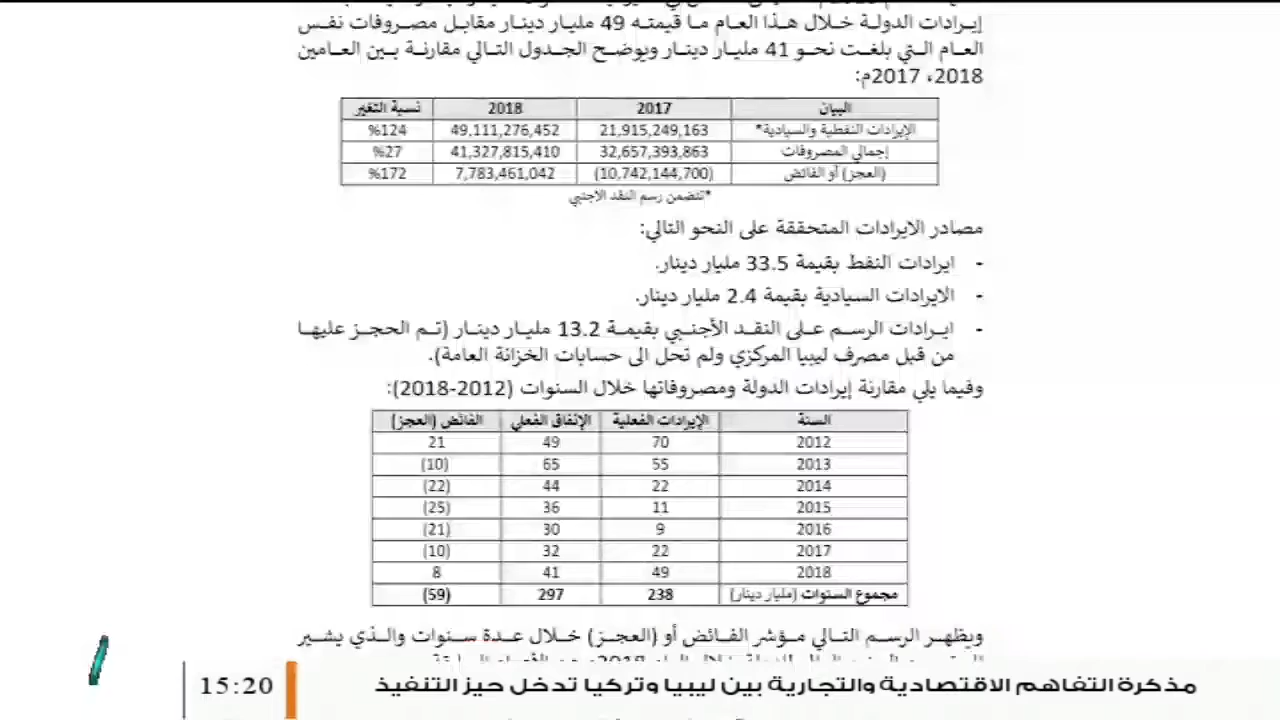 إيرادات الدولة خلال هذا العام ما قيمته 49 مليار دينار مقابل مصروفات نفس
العام التي بلغت نحو 41 مليار دينار ويوضح الجدول التالي مقارنة بين العامين
2018، 2017م:
البيان 2017 2018 نسبة التغير
الإيرادات النفطية والسيادية* 21,915,249,163 49,111,276,452 %124
إجمالي المصروفات 32,657,393,863 41,327,815,410 %27
(العجز) أو الفائض (10,742,144,700) 7,783,461,042 %172
*تتضمن رسم النقد الاجنبي
مصادر الايرادات المتحققة على النحو التالي:
- ايرادات النفط بقيمة 33.5 مليار دينار.
- الايرادات السيادية بقيمة 2.4 مليار دينار.
- ايرادات الرسم على النقد الأجنبي بقيمة 13.2 مليار دينار (تم الحجز عليها
من قبل مصرف ليبيا المركزي ولم تحل الى حسابات الخزانة العامة).
وفيما يلي مقارنة إيرادات الدولة ومصروفاتها خلال السنوات (2012-2018):
السنة الإيرادات الفعلية الإنفاق الفعلي الفائض (العجز)
2012 70 49 21
2013 55 65 (10)
2014 22 44 (22)
2015 11 36 (25)
2016 9 30 (21)
2017 22 32 (10)
2018 49 41 8
مجموع السنوات (مليار دينار) 238 297 (59)
ويظهر الرسم التالي مؤشر الفائض أو (العجز) خلال عدة سنوات والذي يشير
مذكرة التفاهم الاقتصادية والتجارية بين ليبيا وتركيا تدخل حيز التنفيذ
15:20